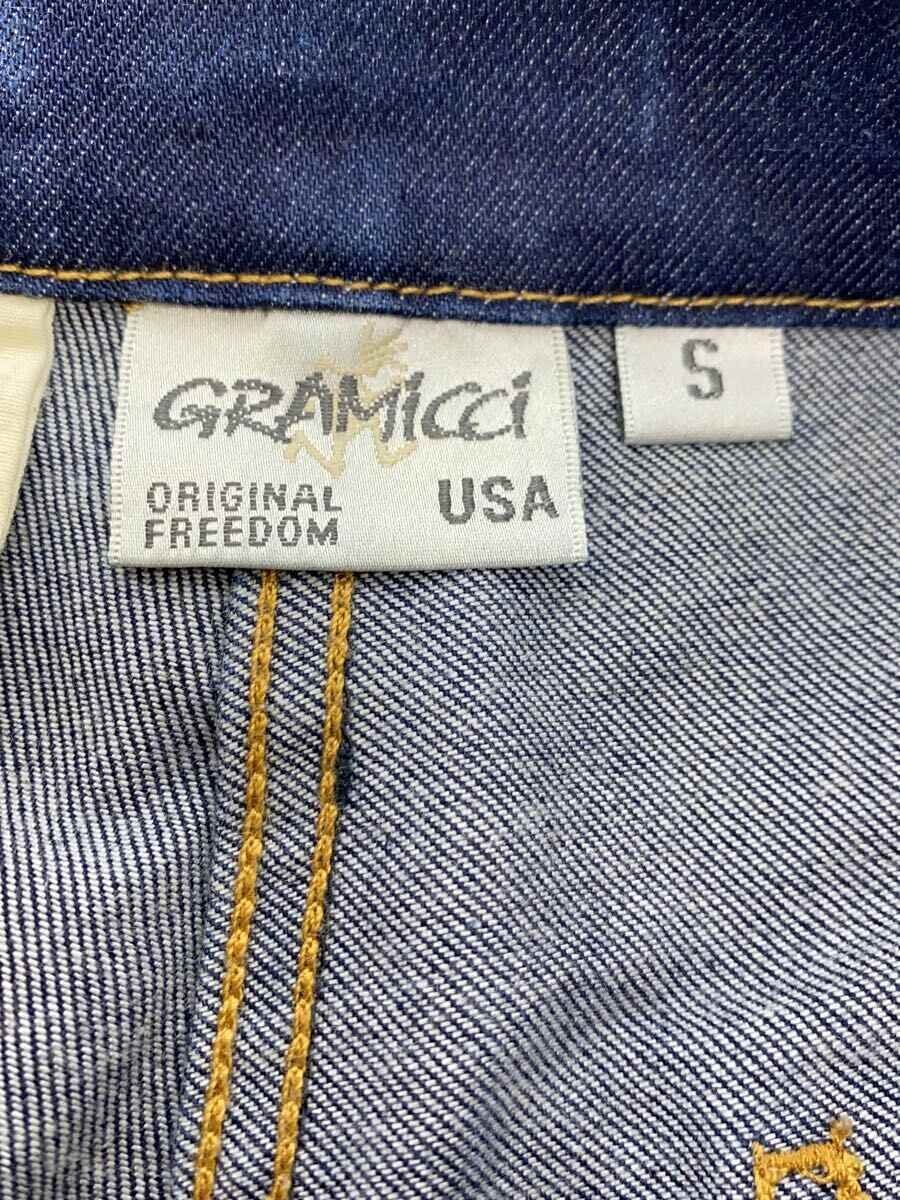 GRAMiCCi
ORIGINAL
FREEDOM
USA
S